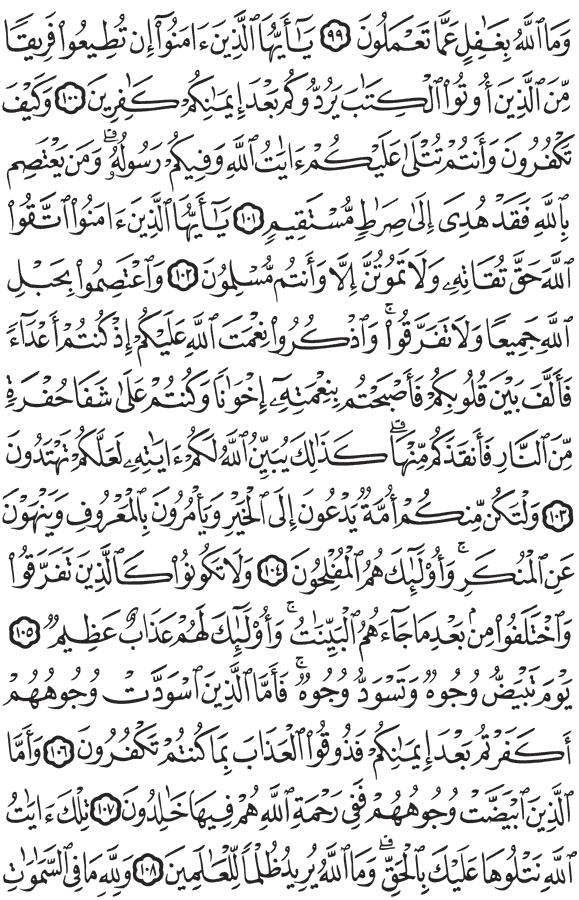 وَمَا ٱللَّهُ بِغَٰفِلٍ عَمَّا تَعْمَلُونَ ٩٩ يَٰٓأَيُّهَا ٱلَّذِينَ ءَامَنُوٓا۟ إِن تُطِيعُوا۟ فَرِيقًا
مِّنَ ٱلَّذِينَ أُوتُوا۟ ٱلْكِتَٰبَ يَرُدُّوكُم بَعْدَ إِيمَٰنِكُمْ كَٰفِرِينَ ١٠٠ وَكَيْفَ
تَكْفُرُونَ وَأَنتُمْ تُتْلَىٰ عَلَيْكُمْ ءَايَٰتُ ٱللَّهِ وَفِيكُمْ رَسُولُهُۥ ۗ وَمَن يَعْتَصِم
بِٱللَّهِ فَقَدْ هُدِىَ إِلَىٰ صِرَٰطٍ مُّسْتَقِيمٍ ١٠١ يَٰٓأَيُّهَا ٱلَّذِينَ ءَامَنُوا۟ ٱتَّقُوا۟
ٱللَّهَ حَقَّ تُقَاتِهِۦ وَلَا تَمُوتُنَّ إِلَّا وَأَنتُم مُّسْلِمُونَ ١٠٢ وَٱعْتَصِمُوا۟ بِحَبْلِ
ٱللَّهِ جَمِيعًا وَلَا تَفَرَّقُوا۟ ۚ وَٱذْكُرُوا۟ نِعْمَتَ ٱللَّهِ عَلَيْكُمْ إِذْ كُنتُمْ أَعْدَآءً
فَأَلَّفَ بَيْنَ قُلُوبِكُمْ فَأَصْبَحْتُم بِنِعْمَتِهِۦٓ إِخْوَٰنًا وَكُنتُمْ عَلَىٰ شَفَا حُفْرَةٍ
مِّنَ ٱلنَّارِ فَأَنقَذَكُم مِّنْهَا ۗ كَذَٰلِكَ يُبَيِّنُ ٱللَّهُ لَكُمْ ءَايَٰتِهِۦ لَعَلَّكُمْ تَهْتَدُونَ
١٠٣ وَلْتَكُن مِّنكُمْ أُمَّةٌ يَدْعُونَ إِلَى ٱلْخَيْرِ وَيَأْمُرُونَ بِٱلْمَعْرُوفِ وَيَنْهَوْنَ
عَنِ ٱلْمُنكَرِ ۚ وَأُو۟لَٰٓئِكَ هُمُ ٱلْمُفْلِحُونَ ١٠٤ وَلَا تَكُونُوا۟ كَٱلَّذِينَ تَفَرَّقُوا۟
وَٱخْتَلَفُوا۟ مِنۢ بَعْدِ مَا جَآءَهُمُ ٱلْبَيِّنَٰتُ ۚ وَأُو۟لَٰٓئِكَ لَهُمْ عَذَابٌ عَظِيمٌ ١٠٥
يَوْمَ تَبْيَضُّ وُجُوهٌ وَتَسْوَدُّ وُجُوهٌ ۚ فَأَمَّا ٱلَّذِينَ ٱسْوَدَّتْ وُجُوهُهُمْ
أَكَفَرْتُم بَعْدَ إِيمَٰنِكُمْ فَذُوقُوا۟ ٱلْعَذَابَ بِمَا كُنتُمْ تَكْفُرُونَ ١٠٦ وَأَمَّا
ٱلَّذِينَ ٱبْيَضَّتْ وُجُوهُهُمْ فَفِى رَحْمَةِ ٱللَّهِ هُمْ فِيهَا خَٰلِدُونَ ١٠٧ تِلْكَ ءَايَٰتُ
ٱللَّهِ نَتْلُوهَا عَلَيْكَ بِٱلْحَقِّ ۗ وَمَا ٱللَّهُ يُرِيدُ ظُلْمًا لِّلْعَٰلَمِينَ ١٠٨ وَلِلَّهِ مَا فِى ٱلسَّمَٰوَٰتِ